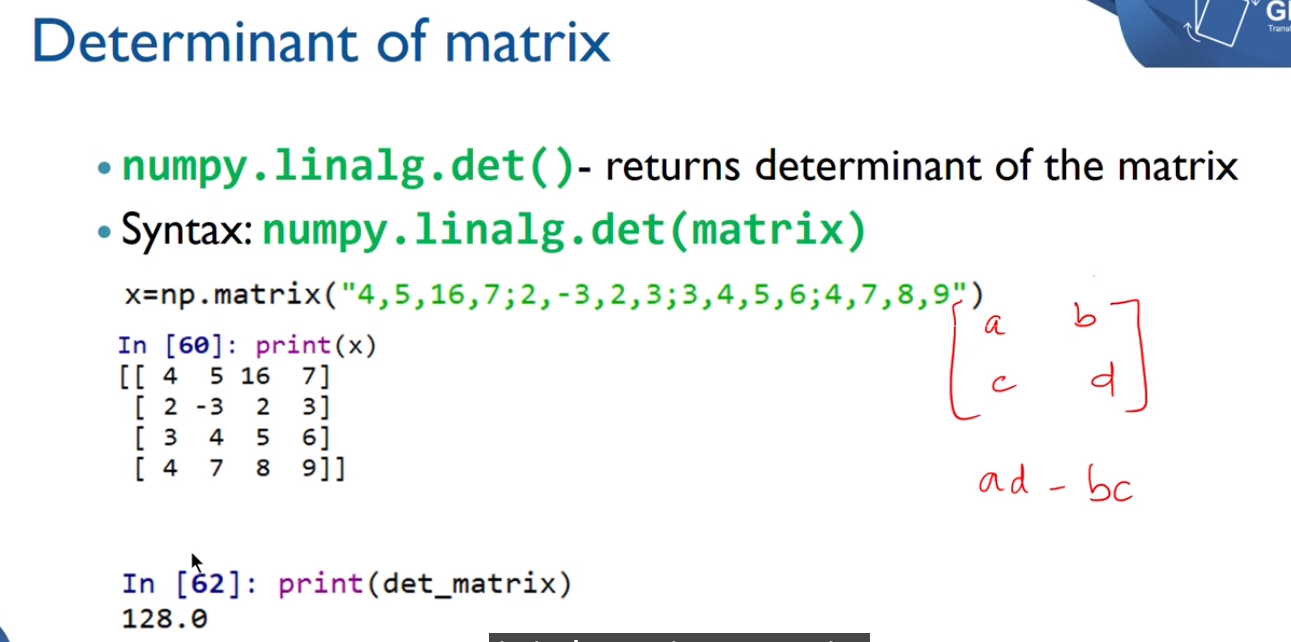 GI
Trans
Determinant of matrix
• numpy.linalg.det()- returns determinant of the matrix
• Syntax: numpy.linalg.det(matrix)
x=np.matrix("4,5,16,7;2,-3,2,3;3,4,5,6;4,7,8,9")
In [60]: print(x)
[[ 4 5 16 7]
[ 2 -3 2 3]
[ 3 4 5 6]
[ 4 7 8 9]]
a b
c d
ad - bc
In [62]: print(det_matrix)
128.0